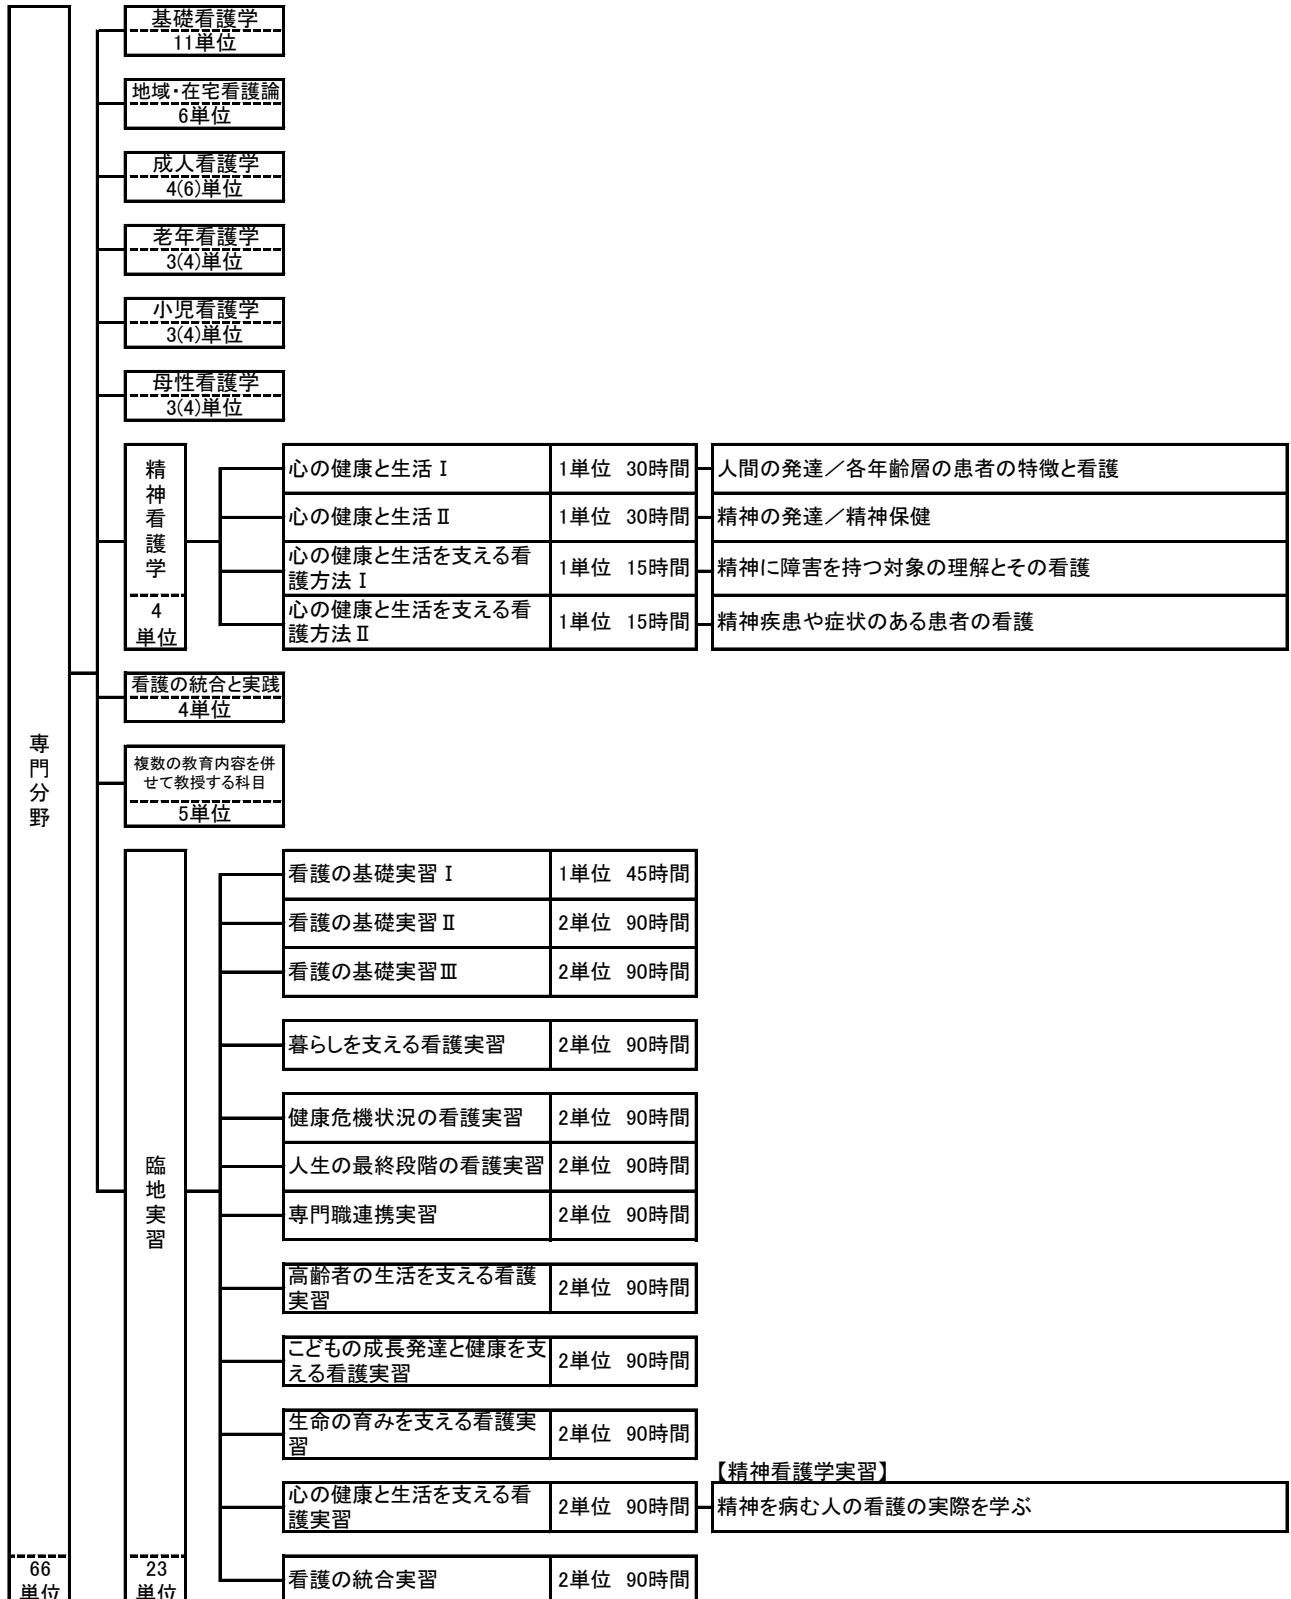 基礎看護学
11単位
地域・在宅看護論
6単位
成人看護学
4(6)単位
老年看護学
3(4)単位
小児看護学
3(4)単位
母性看護学
3(4)単位
精神看護学
4
単位
心の健康と生活Ⅰ
1単位 30時間
人間の発達／各年齢層の患者の特徴と看護
心の健康と生活Ⅱ
1単位 30時間
精神の発達／精神保健
心の健康と生活を支える看
護方法Ⅰ
1単位 15時間
精神に障害を持つ対象の理解とその看護
心の健康と生活を支える看
護方法Ⅱ
1単位 15時間
精神疾患や症状のある患者の看護
看護の統合と実践
4単位
専門分野
複数の教育内容を併
せて教授する科目
5単位
看護の基礎実習Ⅰ
1単位 45時間
看護の基礎実習Ⅱ
2単位 90時間
看護の基礎実習Ⅲ
2単位 90時間
暮らしを支える看護実習
2単位 90時間
健康危機状況の看護実習
2単位 90時間
臨地実習
人生の最終段階の看護実習
2単位 90時間
専門職連携実習
2単位 90時間
高齢者の生活を支える看護
実習
2単位 90時間
こどもの成長発達と健康を支
える看護実習
2単位 90時間
生命の育みを支える看護実
習
2単位 90時間
【精神看護学実習】
心の健康と生活を支える看
護実習
2単位 90時間
精神を病む人の看護の実際を学ぶ
66
単位
23
単位
看護の統合実習
2単位 90時間